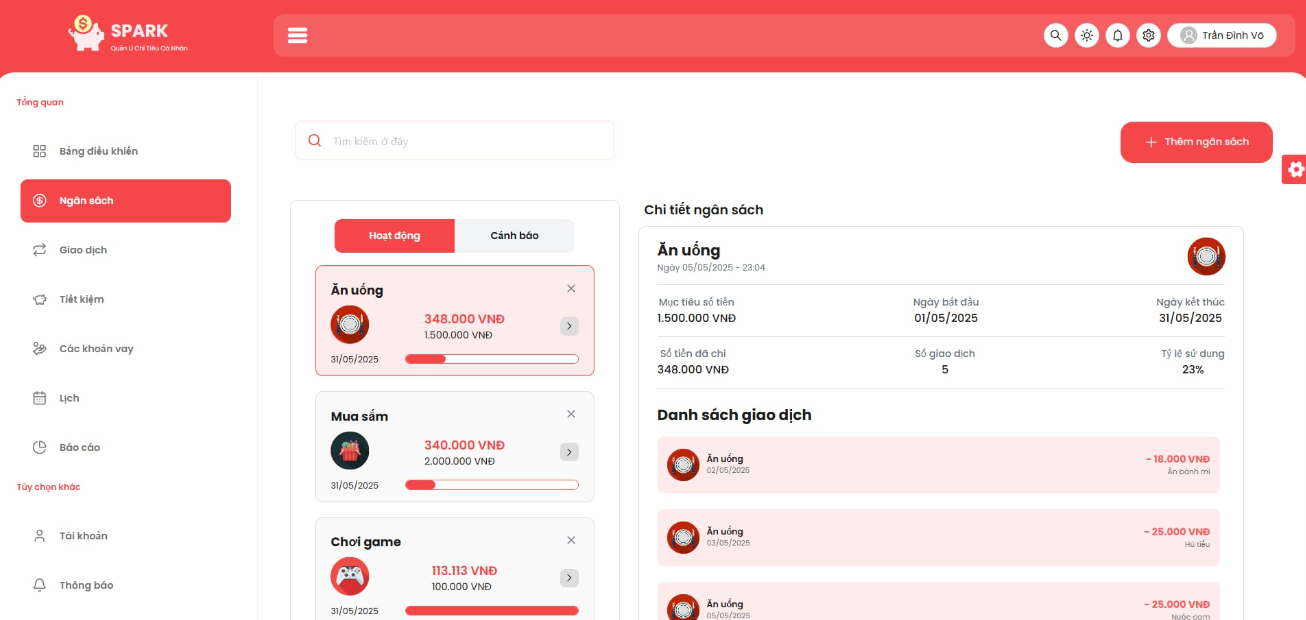 $
SPARK
Quản Lí Chi Tiêu Cá Nhân
Trần Đình Võ
Tổng quan
Bảng điều khiển
Ngân sách
Giao dịch
Tiết kiệm
Các khoản vay
Lịch
Báo cáo
Tùy chọn khác
Tài khoản
Thông báo
Tìm kiếm ở đây
Thêm ngân sách
Hoạt động
Cảnh báo
Ăn uống
348.000 VNĐ
1.500.000 VNĐ
31/05/2025
Mua sắm
340.000 VNĐ
2.000.000 VNĐ
31/05/2025
Chơi game
113.113 VNĐ
100.000 VNĐ
31/05/2025
Chi tiết ngân sách
Ăn uống
Ngày 05/05/2025 - 23:04
Mục tiêu số tiền
1.500.000 VNĐ
Ngày bắt đầu
01/05/2025
Ngày kết thúc
31/05/2025
Số tiền đã chi
348.000 VNĐ
Số giao dịch
5
Tỷ lệ sử dụng
23%
Danh sách giao dịch
Ăn uống
02/05/2025
- 18.000 VNĐ
Ăn bánh mì
Ăn uống
03/05/2025
- 25.000 VNĐ
Hủ tiếu
Ăn uống
05/05/2025
- 25.000 VNĐ
Nước cam